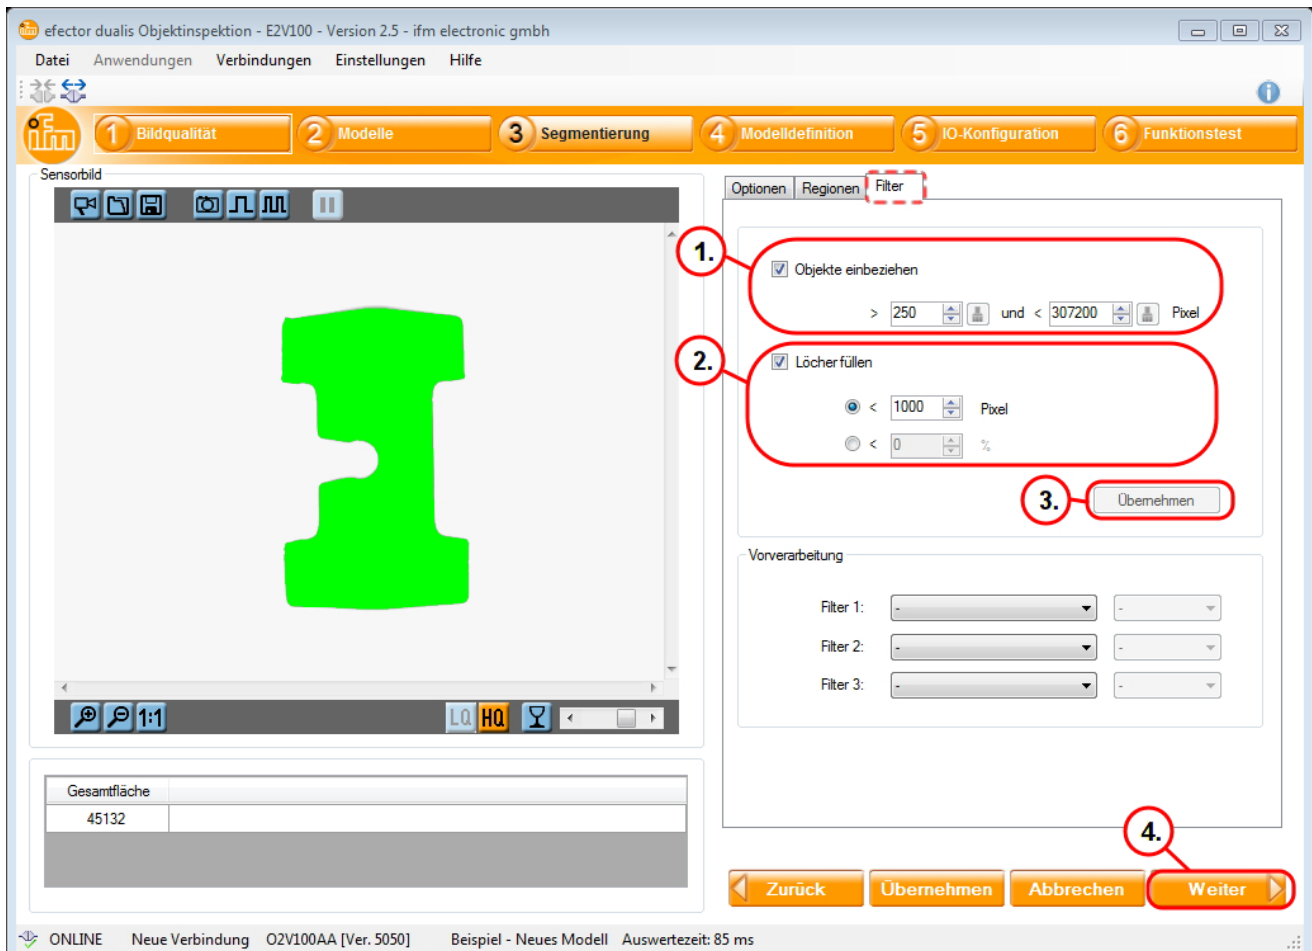 efector dualis Objektinspektion - E2V100 - Version 2.5 - ifm electronic gmbh
Datei Anwendungen Verbindungen Einstellungen Hilfe
ifm 1 Bildqualität 2 Modelle 3 Segmentierung 4 Modelldefinition 5 IO-Konfiguration 6 Funktionstest
Sensorbild
Optionen Regionen Filter
1.
Objekte einbeziehen
> 250 und < 307200 Pixel
2.
Löcher füllen
< 1000 Pixel
< 0 %
3. Übernehmen
Vorverarbeitung
Filter 1: - -
Filter 2: - -
Filter 3: - -
1:1 LQ HQ
Gesamtfläche
45132
4.
Zurück Übernehmen Abbrechen Weiter
ONLINE Neue Verbindung O2V100AA [Ver. 5050] Beispiel - Neues Modell Auswertezeit: 85 ms